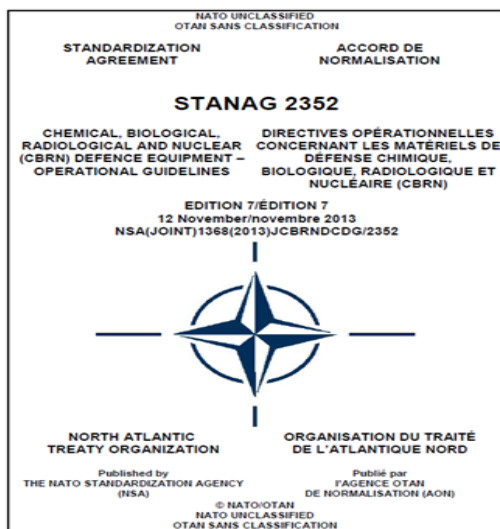 NATO UNCLASSIFIED
OTAN SANS CLASSIFICATION
STANDARDIZATION
AGREEMENT
ACCORD DE
NORMALISATION
STANAG 2352
CHEMICAL, BIOLOGICAL,
RADIOLOGICAL AND NUCLEAR
(CBRN) DEFENCE EQUIPMENT –
OPERATIONAL GUIDELINES
DIRECTIVES OPÉRATIONNELLES
CONCERNANT LES MATÉRIELS DE
DÉFENSE CHIMIQUE,
BIOLOGIQUE, RADIOLOGIQUE ET
NUCLÉAIRE (CBRN)
EDITION 7/ÉDITION 7
12 November/novembre 2013
NSA(JOINT)1368(2013)JCBRNDCDG/2352
NORTH ATLANTIC
TREATY ORGANIZATION
ORGANISATION DU TRAITÉ
DE L'ATLANTIQUE NORD
Published by
THE NATO STANDARDIZATION AGENCY
(NSA)
Publié par
l'AGENCE OTAN
DE NORMALISATION (AON)
© NATO/OTAN
NATO UNCLASSIFIED
OTAN SANS CLASSIFICATION